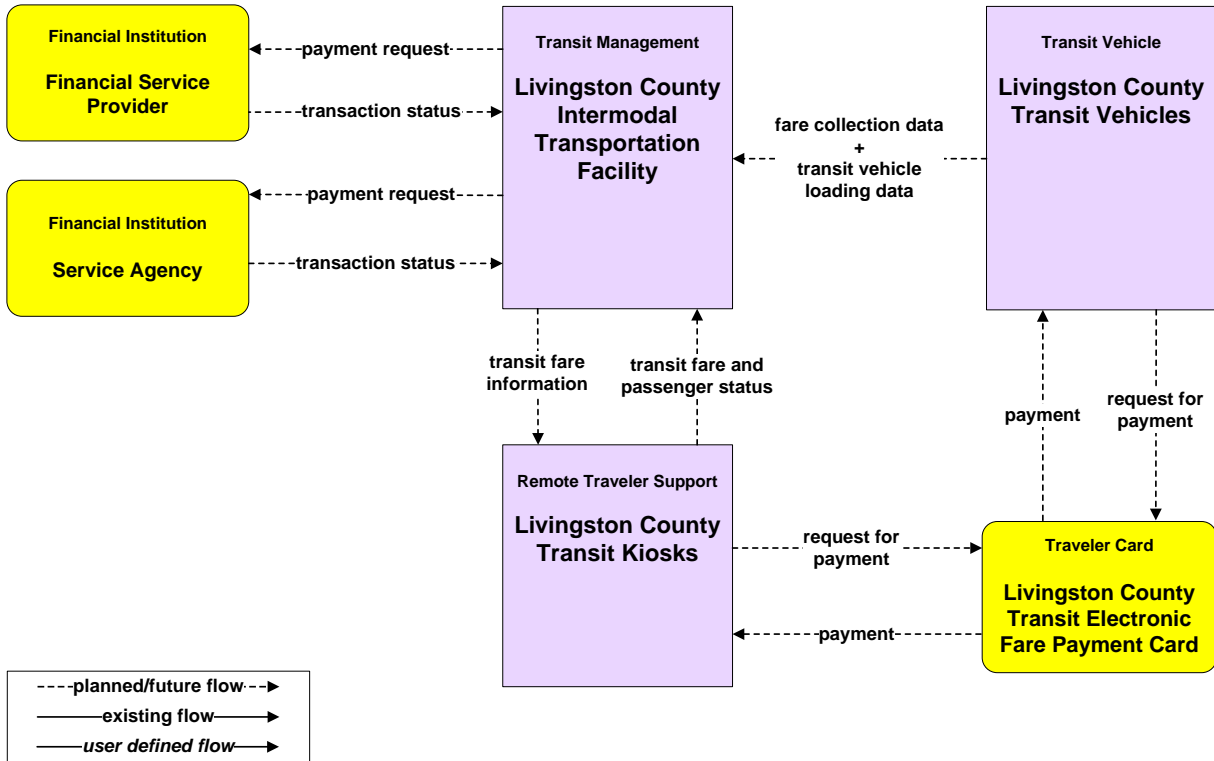 Financial Institution
Financial Service
Provider
payment request
transaction status
Transit Management
Livingston County
Intermodal
Transportation
Facility
Transit Vehicle
Livingston County
Transit Vehicles
fare collection data
+
transit vehicle
loading data
Financial Institution
Service Agency
payment request
transaction status
transit fare
information
transit fare and
passenger status
payment
request for
payment
Remote Traveler Support
Livingston County
Transit Kiosks
request for
payment
payment
Traveler Card
Livingston County
Transit Electronic
Fare Payment Card
planned/future flow
existing flow
user defined flow